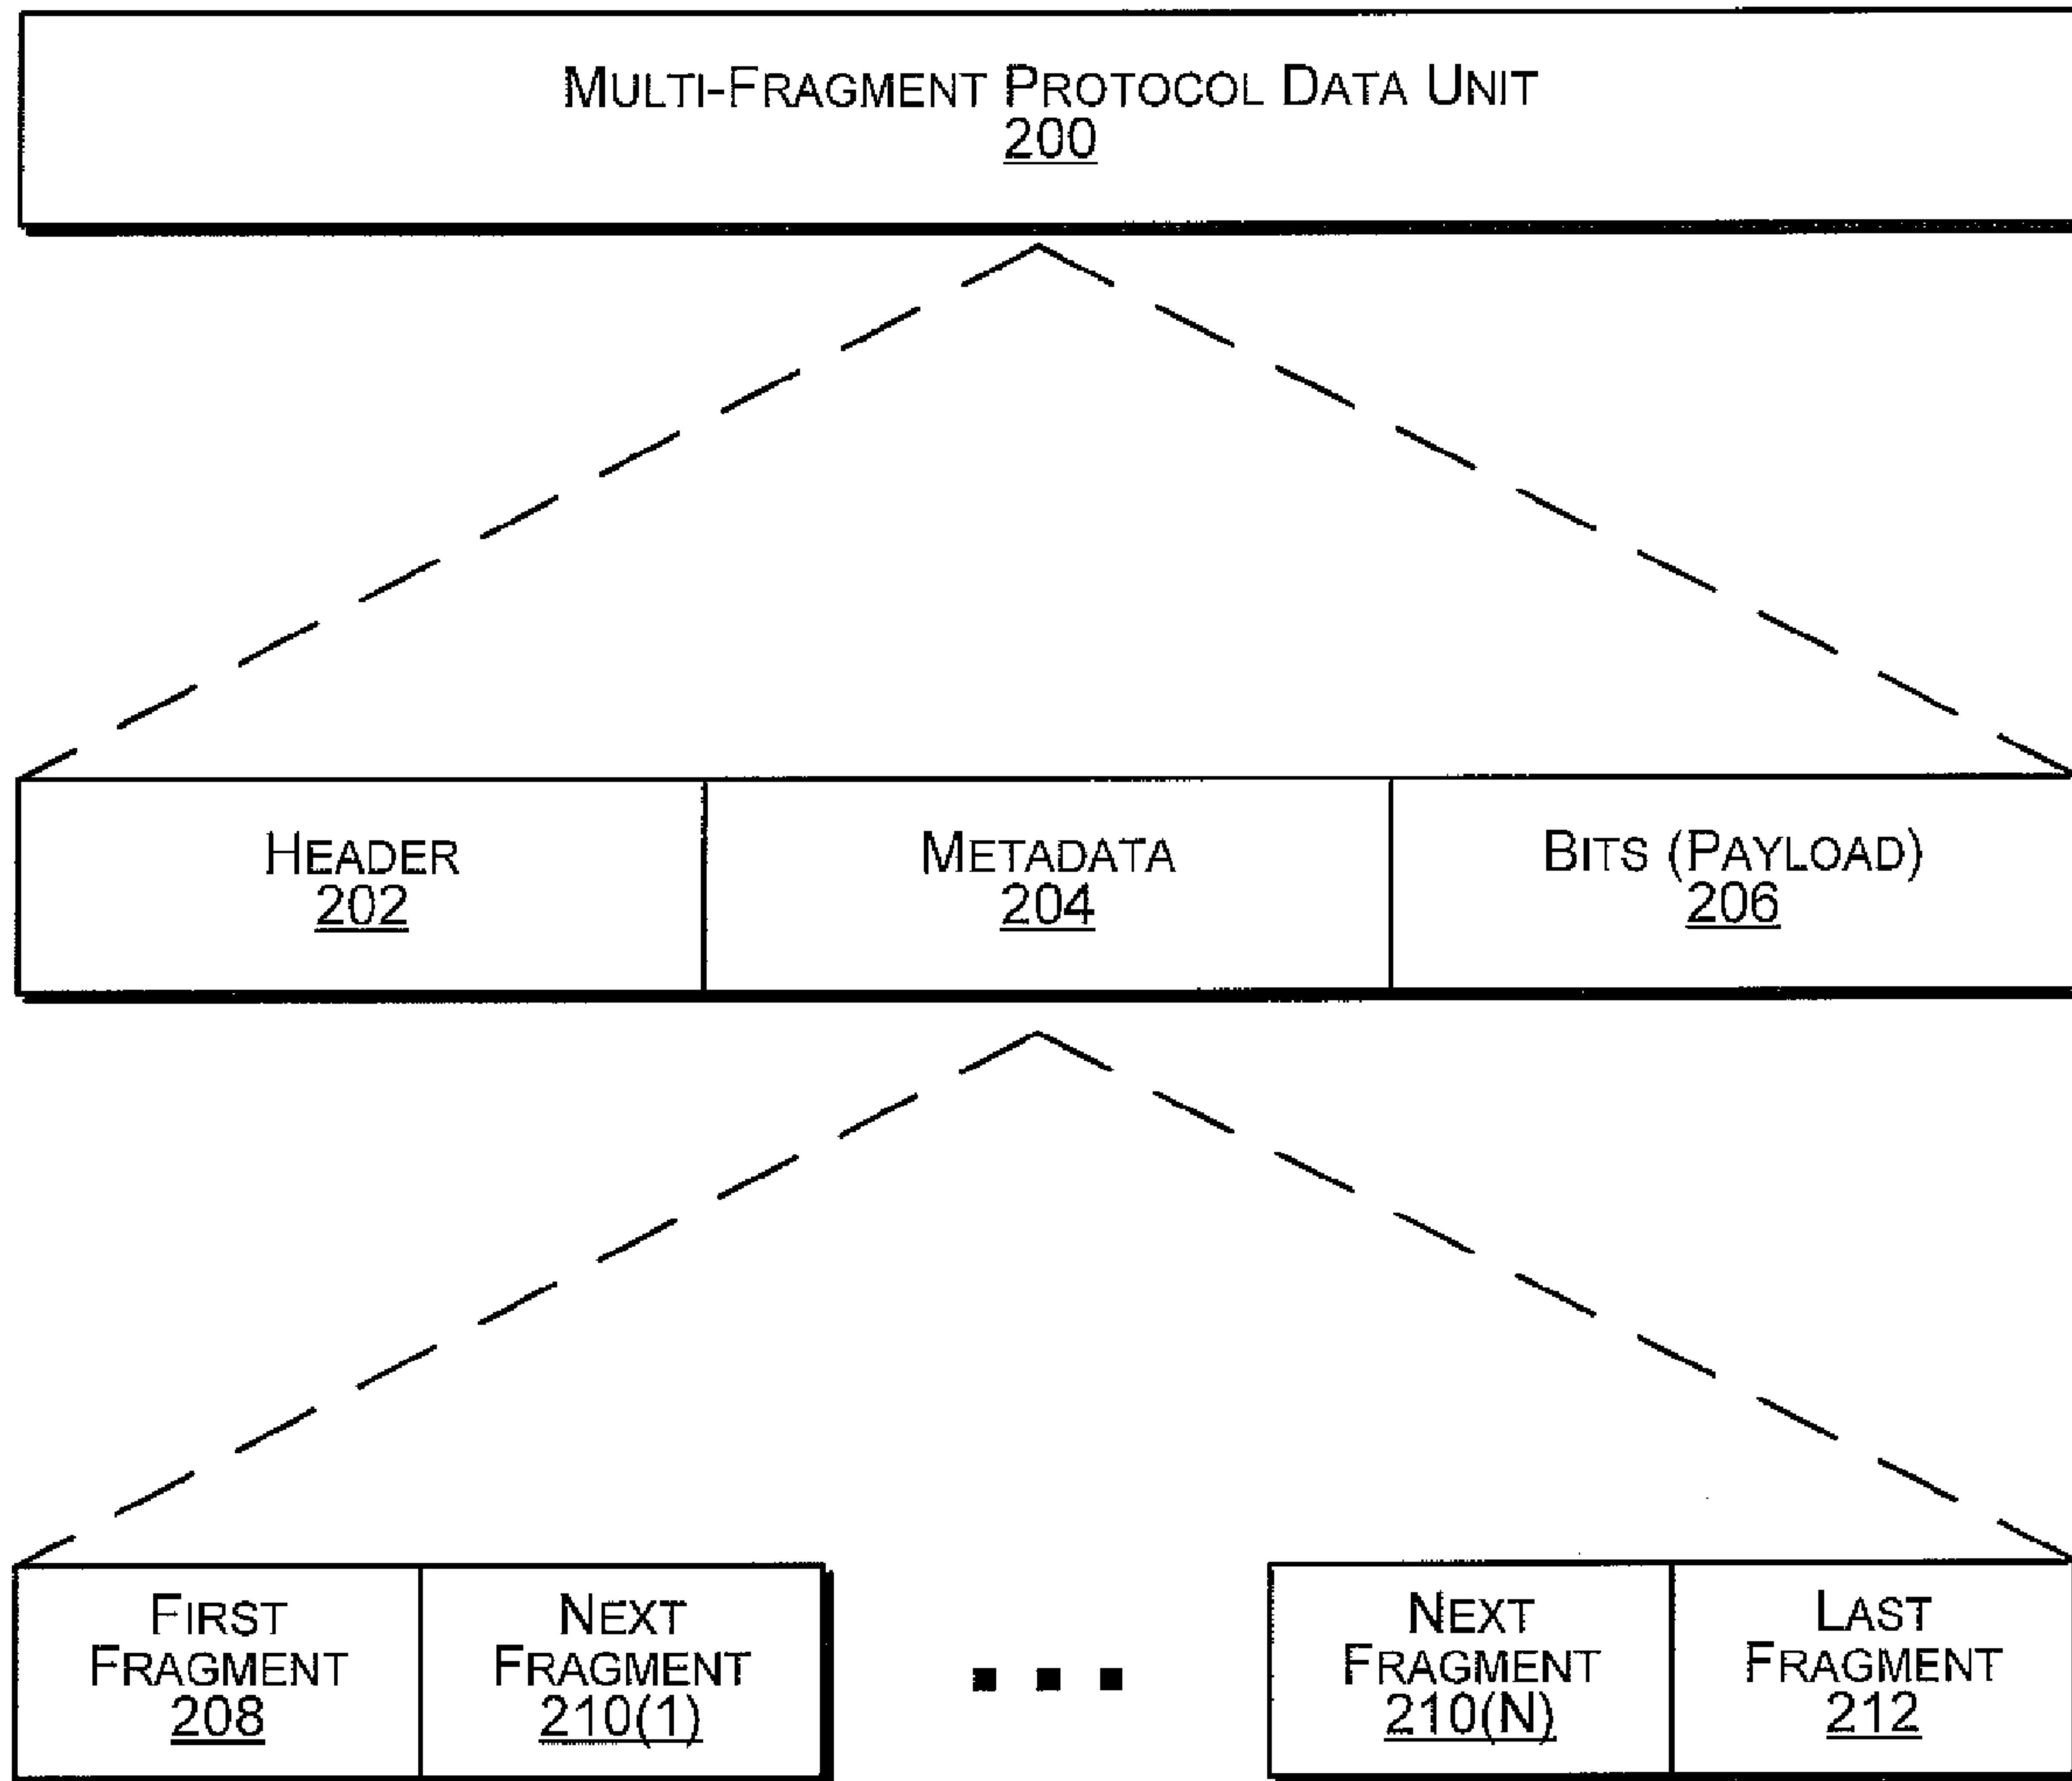 MULTI-FRAGMENT PROTOCOL DATA UNIT
200
HEADER
202
METADATA
204
BITS (PAYLOAD)
206
FIRST
FRAGMENT
208
NEXT
FRAGMENT
210(1)
NEXT
FRAGMENT
210(N)
LAST
FRAGMENT
212